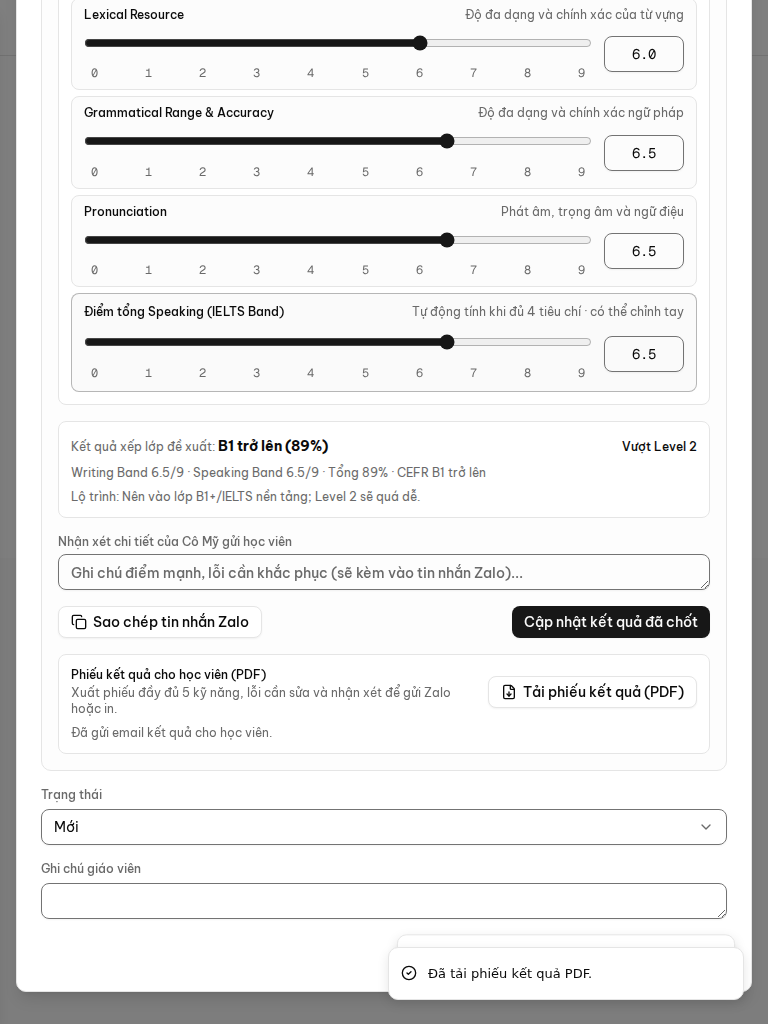 Lexical Resource
Độ đa dạng và chính xác của từ vựng
6.0
0 1 2 3 4 5 6 7 8 9
Grammatical Range & Accuracy
Độ đa dạng và chính xác ngữ pháp
6.5
0 1 2 3 4 5 6 7 8 9
Pronunciation
Phát âm, trọng âm và ngữ điệu
6.5
0 1 2 3 4 5 6 7 8 9
Điểm tổng Speaking (IELTS Band)
Tự động tính khi đủ 4 tiêu chí · có thể chỉnh tay
6.5
0 1 2 3 4 5 6 7 8 9
Kết quả xếp lớp đề xuất: B1 trở lên (89%)
Vượt Level 2
Writing Band 6.5/9 · Speaking Band 6.5/9 · Tổng 89% · CEFR B1 trở lên
Lộ trình: Nên vào lớp B1+/IELTS nền tảng; Level 2 sẽ quá dễ.
Nhận xét chi tiết của Cô Mỹ gửi học viên
Ghi chú điểm mạnh, lỗi cần khắc phục (sẽ kèm vào tin nhắn Zalo)...
Sao chép tin nhắn Zalo
Cập nhật kết quả đã chốt
Phiếu kết quả cho học viên (PDF)
Xuất phiếu đầy đủ 5 kỹ năng, lỗi cần sửa và nhận xét để gửi Zalo
hoặc in.
Tải phiếu kết quả (PDF)
Đã gửi email kết quả cho học viên.
Trạng thái
Mới
Ghi chú giáo viên
Đã tải phiếu kết quả PDF.